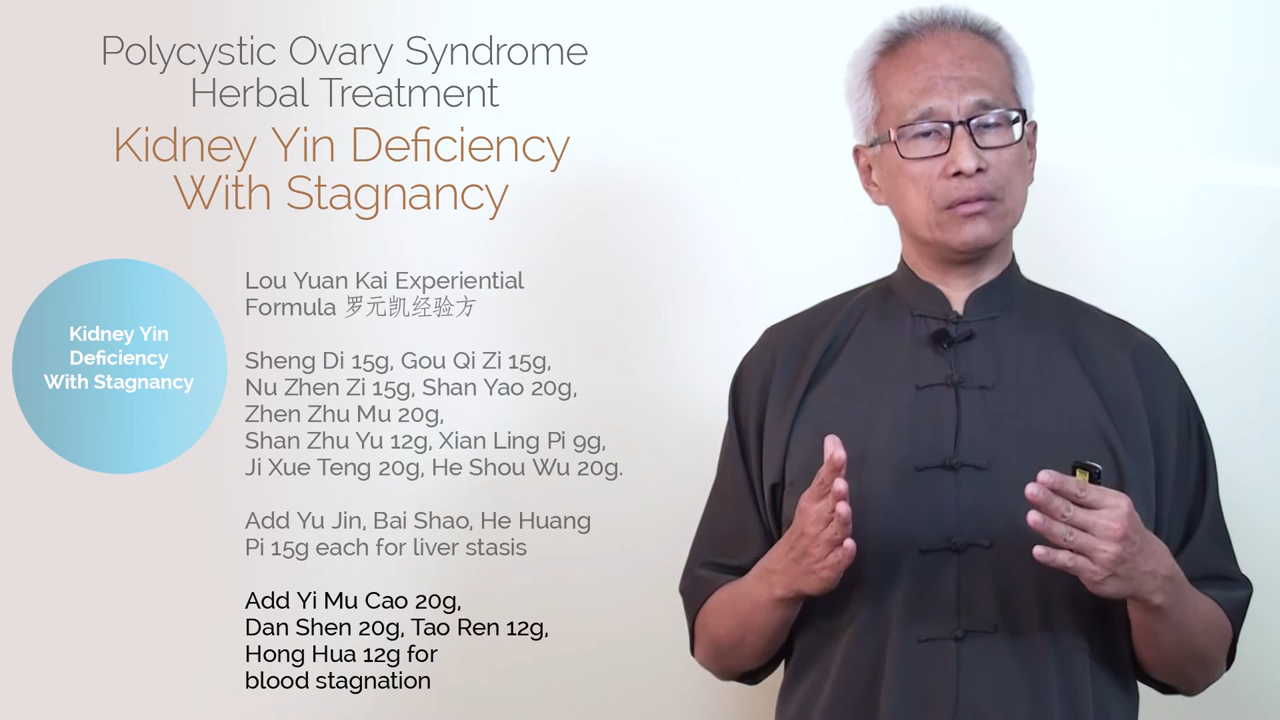 Polycystic Ovary Syndrome
Herbal Treatment
Kidney Yin Deficiency
With Stagnancy
Kidney Yin
Deficiency
With Stagnancy
Lou Yuan Kai Experiential
Formula 罗元凯经验方
Sheng Di 15g, Gou Qi Zi 15g,
Nu Zhen Zi 15g, Shan Yao 20g,
Zhen Zhu Mu 20g,
Shan Zhu Yu 12g, Xian Ling Pi 9g,
Ji Xue Teng 20g, He Shou Wu 20g.
Add Yu Jin, Bai Shao, He Huang
Pi 15g each for liver stasis
Add Yi Mu Cao 20g,
Dan Shen 20g, Tao Ren 12g,
Hong Hua 12g for
blood stagnation